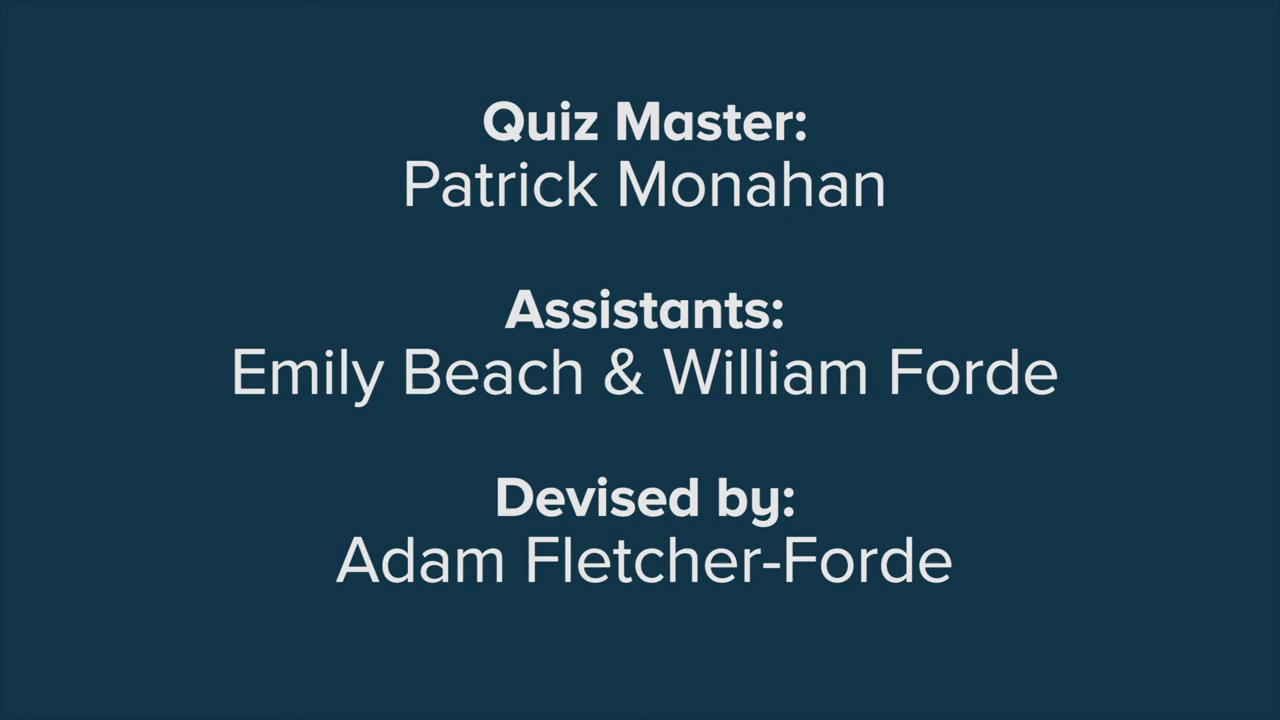 Quiz Master:
Patrick Monahan
Assistants:
Emily Beach & William Forde
Devised by:
Adam Fletcher-Forde